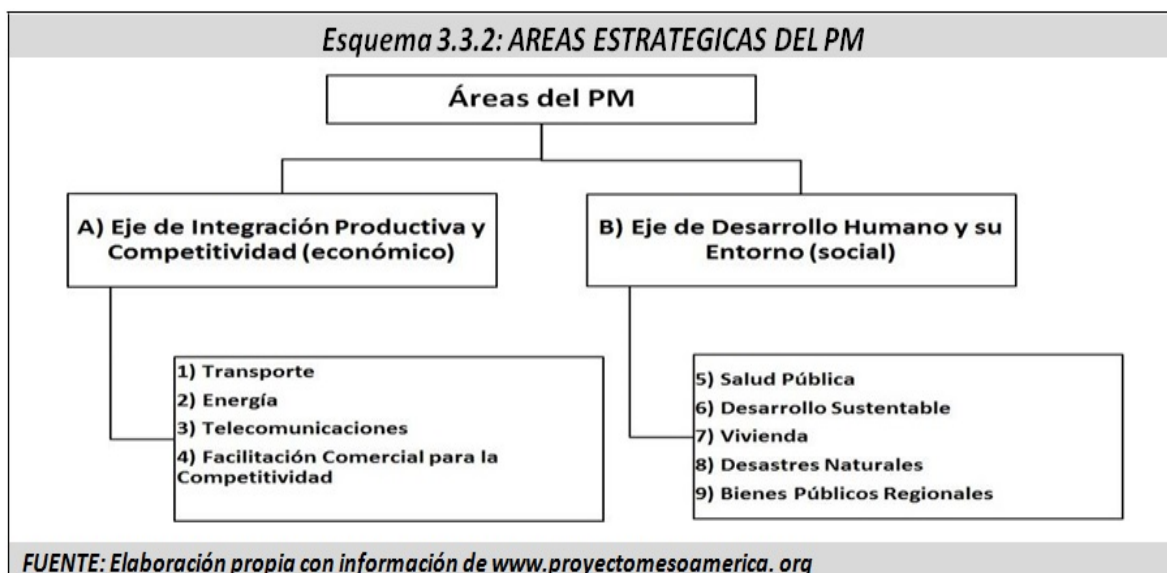 Esquema 3.3.2: AREAS ESTRATEGICAS DEL PM
Áreas del PM
A) Eje de Integración Productiva y
Competitividad (económico)
B) Eje de Desarrollo Humano y su
Entorno (social)
1) Transporte
2) Energía
3) Telecomunicaciones
4) Facilitación Comercial para la
Competitividad
5) Salud Pública
6) Desarrollo Sustentable
7) Vivienda
8) Desastres Naturales
9) Bienes Públicos Regionales
FUENTE: Elaboración propia con información de www.proyectomesoamerica. org